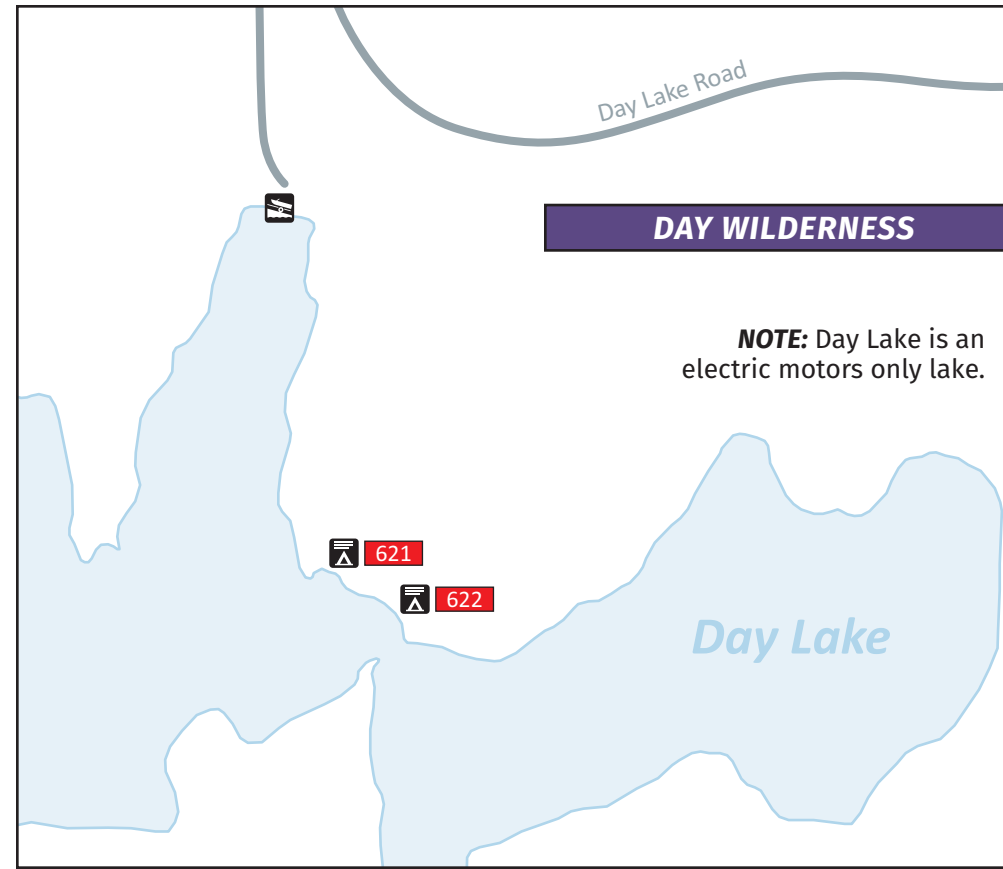 Day Lake Road
DAY WILDERNESS
NOTE: Day Lake is an
electric motors only lake.
621
622
Day Lake